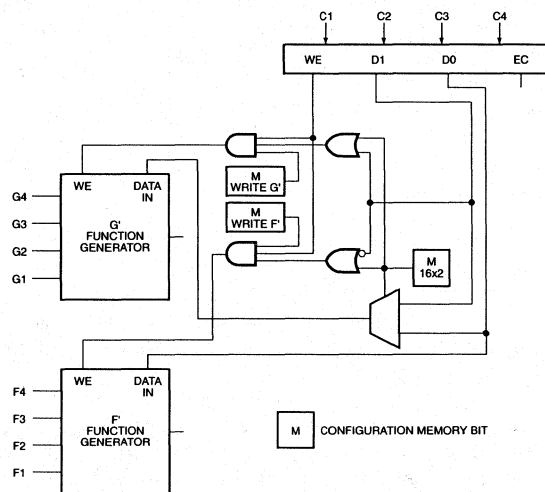 C1 C2 C3 C4
WE D1 D0 EC
M
WRITE G'
M
WRITE F'
WE DATA
IN
G'
FUNCTION
GENERATOR
G4
G3
G2
G1
M
16x2
WE DATA
IN
F'
FUNCTION
GENERATOR
F4
F3
F2
F1
M CONFIGURATION MEMORY BIT